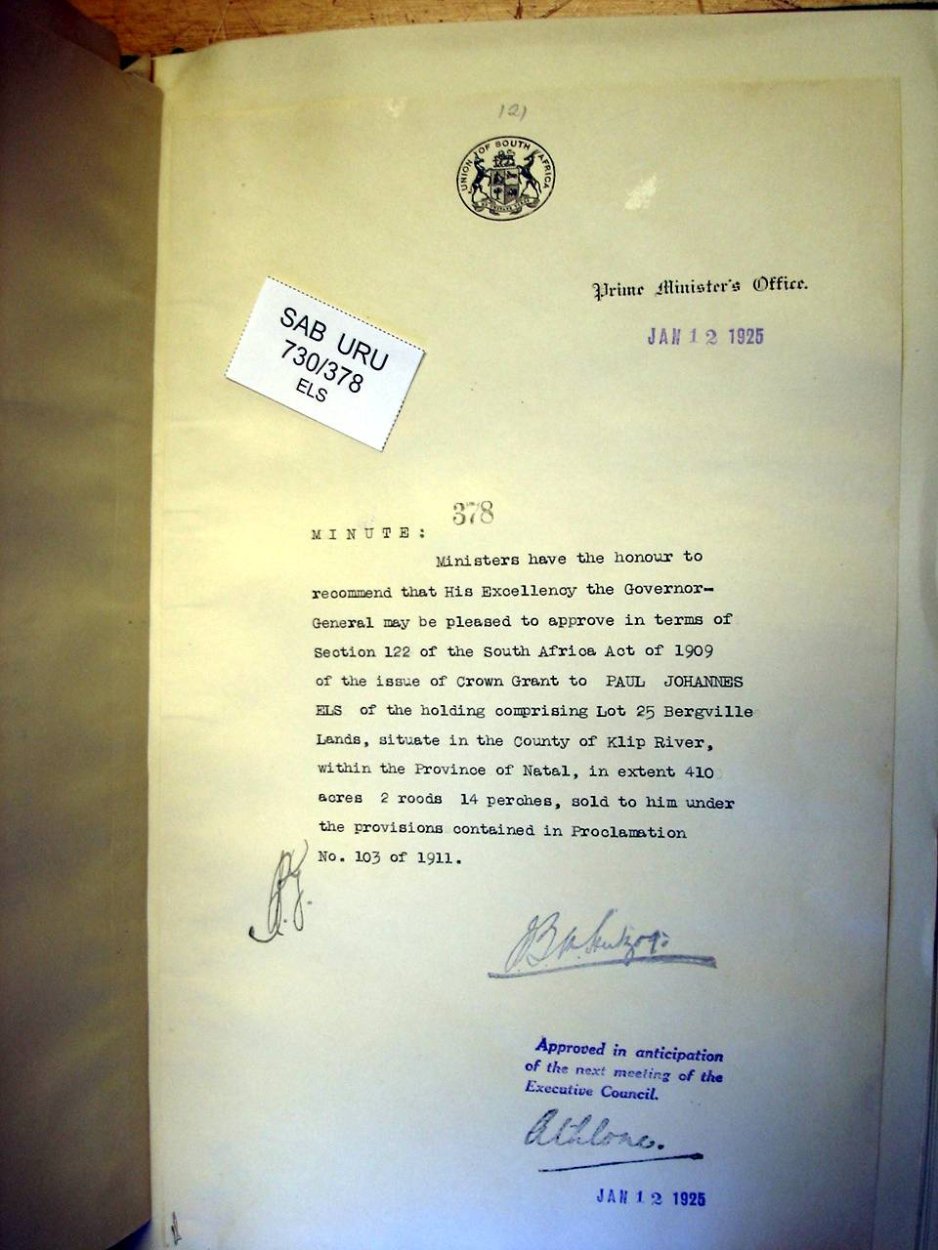 121
UNION OF SOUTH AFRICA
Prime Minister's Office.
JAN 12 1925
SAB URU
730/378
ELS
378
MINUTE:
Ministers have the honour to
recommend that His Excellency the Governor-
General may be pleased to approve in terms of
Section 122 of the South Africa Act of 1909
of the issue of Crown Grant to PAUL JOHANNES
ELS of the holding comprising Lot 25 Bergville
Lands, situate in the County of Klip River,
within the Province of Natal, in extent 410
acres 2 roods 14 perches, sold to him under
the provisions contained in Proclamation
No. 103 of 1911.
J B M Hertzog
Approved in anticipation
of the next meeting of the
Executive Council.
Athlone.
JAN 12 1925